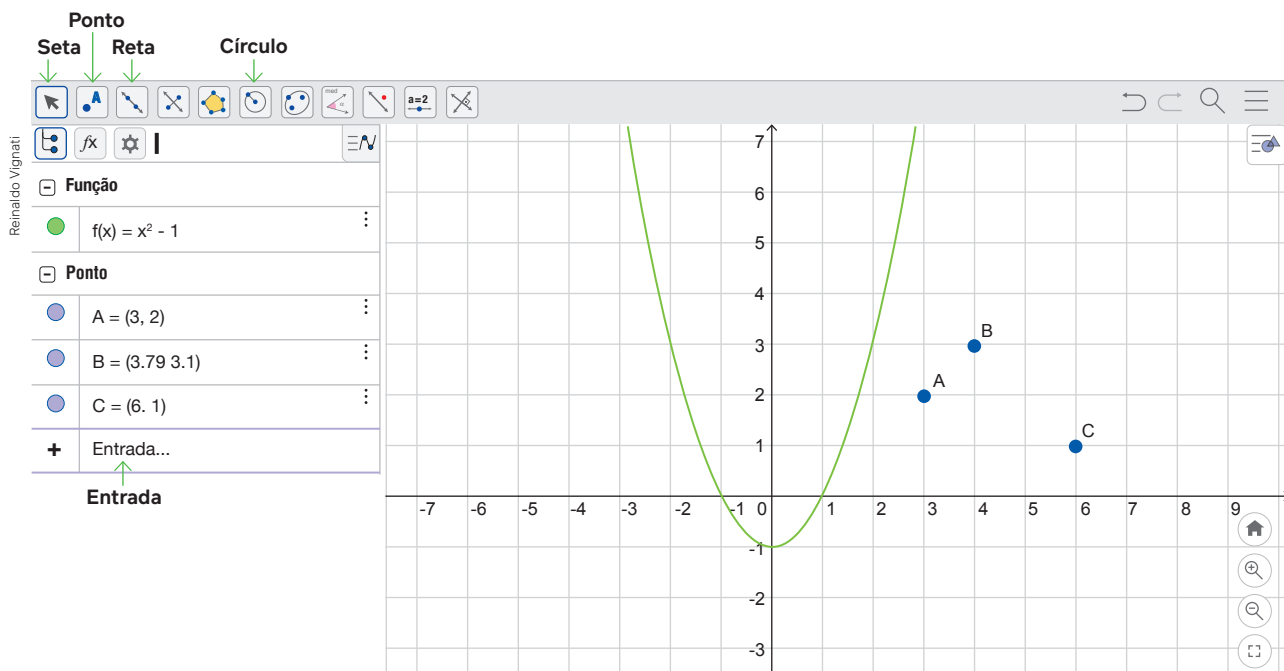 Ponto
Seta Reta Círculo
A
med
α
a=2
Reinaldo Vignati
fx
Função
f(x) = x² - 1
Ponto
A = (3, 2)
B = (3.79 3.1)
C = (6. 1)
+ Entrada...
Entrada
7
6
5
4
3
2
1
-7 -6 -5 -4 -3 -2 -1 0 1 2 3 4 5 6 7 8 9
-1
-2
-3
B
A
C